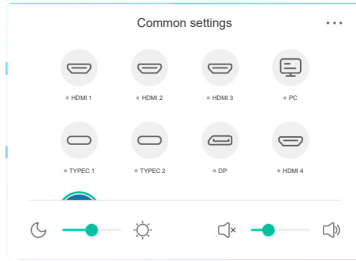 Common settings
HDMI 1
HDMI 2
HDMI 3
PC
TYPEC 1
TYPEC 2
DP
HDMI 4